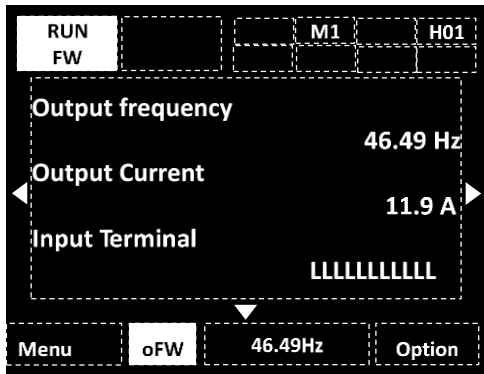 RUN M1 H01
FW
Output frequency
46.49 Hz
Output Current
11.9 A
Input Terminal
LLLLLLLLLLL
Menu oFW 46.49Hz Option